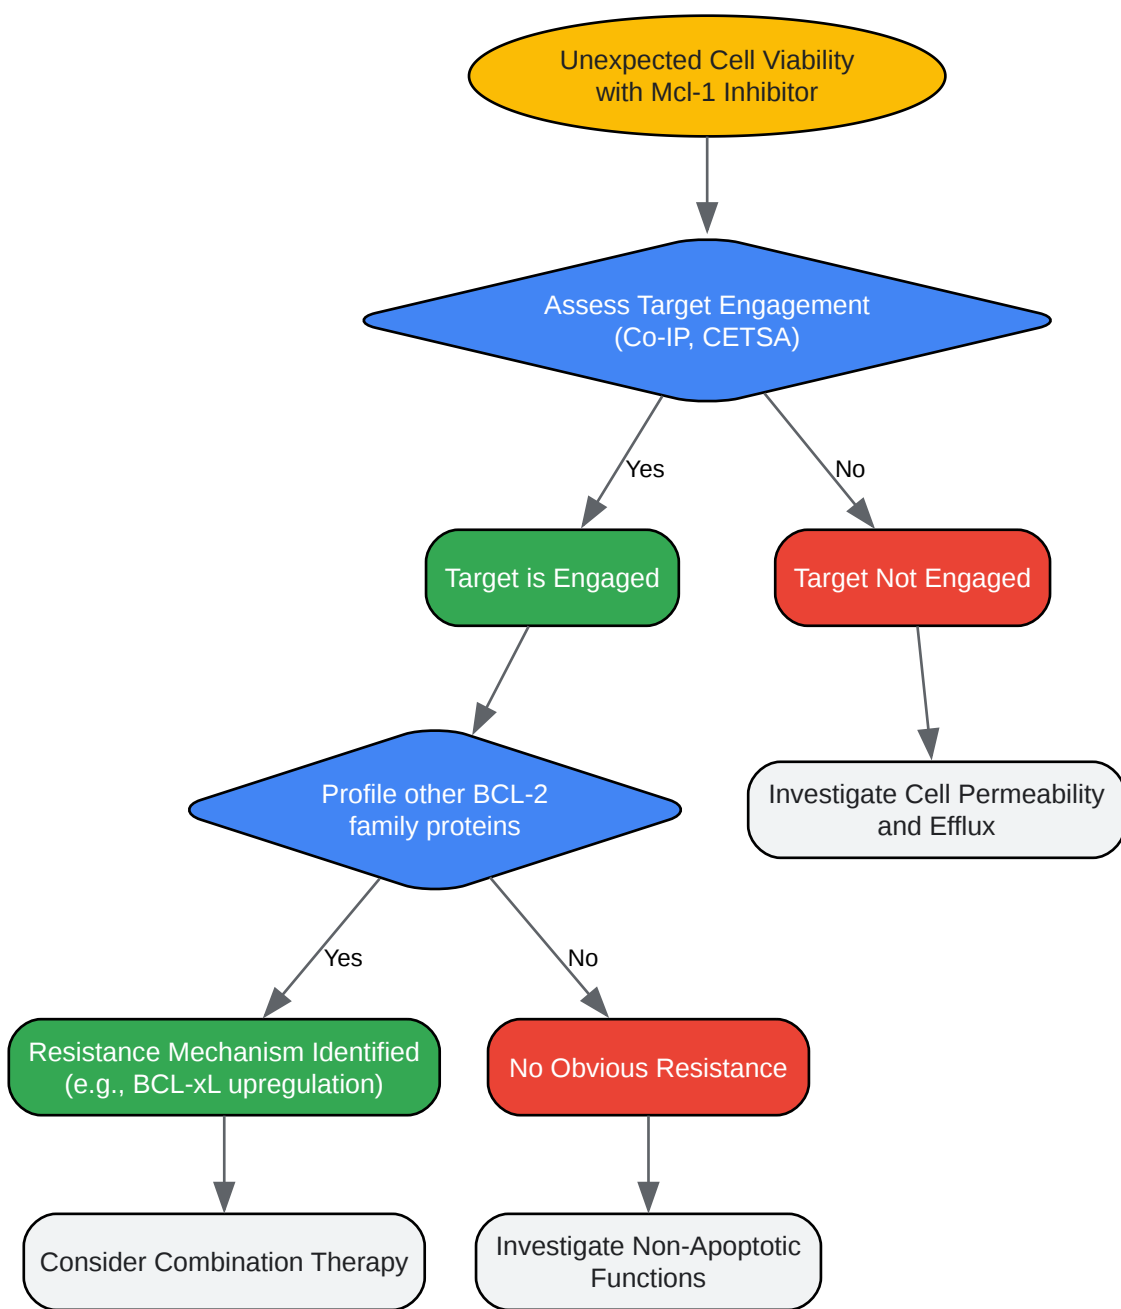 Unexpected Cell Viability
with Mcl-1 Inhibitor
Assess Target Engagement
(Co-IP, CETSA)
Yes
No
Target is Engaged
Target Not Engaged
Profile other BCL-2
family proteins
Investigate Cell Permeability
and Efflux
Yes
No
Resistance Mechanism Identified
(e.g., BCL-xL upregulation)
No Obvious Resistance
Consider Combination Therapy
Investigate Non-Apoptotic
Functions